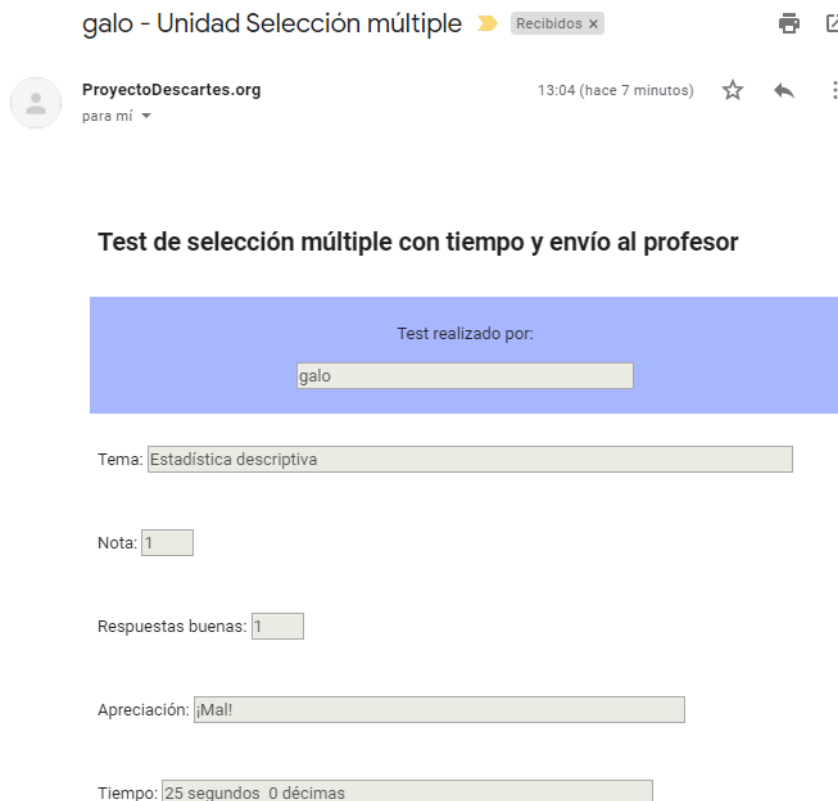 galo - Unidad Selección múltiple Recibidos x
ProyectoDescartes.org 13:04 (hace 7 minutos)
para mí
Test de selección múltiple con tiempo y envío al profesor
Test realizado por:
galo
Tema: Estadística descriptiva
Nota: 1
Respuestas buenas: 1
Apreciación: ¡Mal!
Tiempo: 25 segundos 0 décimas